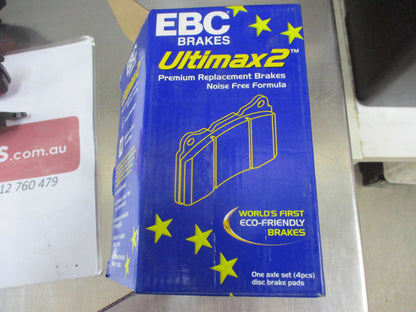 EBC
BRAKES
Ultimax2™
Premium Replacement Brakes
Noise Free Formula
WORLD'S FIRST
ECO-FRIENDLY
BRAKES
One axle set (4pcs)
disc brake pads
s.com.au
12 760 479